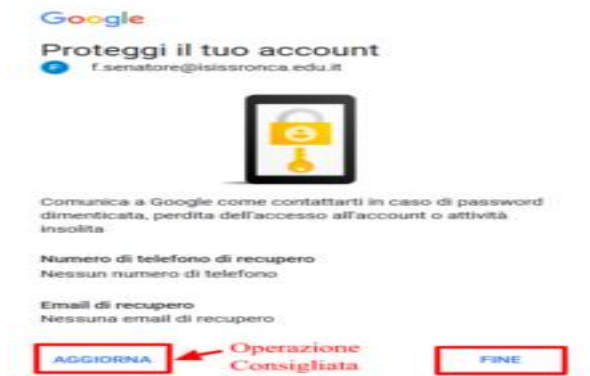 Google
Proteggi il tuo account
F f.senatore@isissronca.edu.it
Comunica a Google come contattarti in caso di password
dimenticata, perdita dell'accesso all'account o attività
insolita
Numero di telefono di recupero
Nessun numero di telefono
Email di recupero
Nessuna email di recupero
AGGIORNA Operazione Consigliata FINE